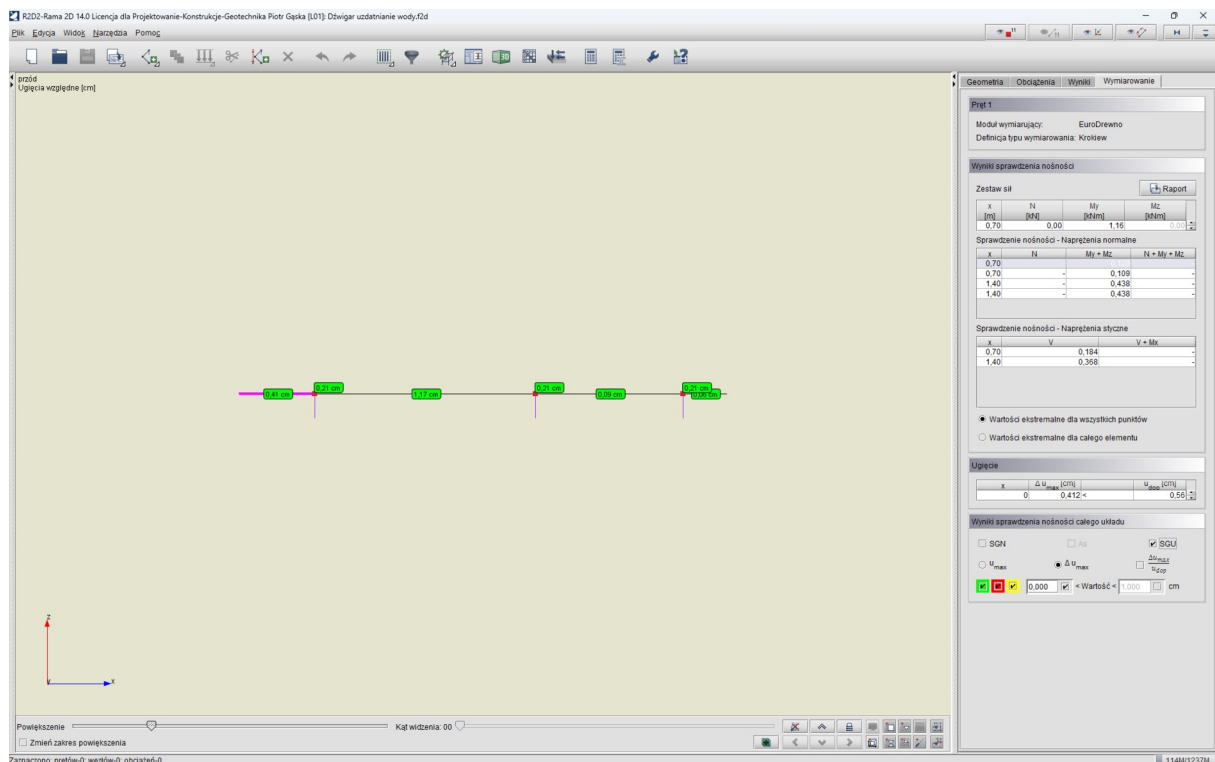 R2D2-Rama 2D 14.0 Licencja dla Projektowanie-Konstrukcje-Geotechnika Piotr Gąska [L01]: Dźwigar uzdatnianie wody.f2d
Plik Edycja Widok Narzędzia Pomoc
przód
Ugięcia względne [cm]
0,41 cm 0,21 cm 1,17 cm 0,21 cm 0,09 cm 0,21 cm 0,06 cm
z
y x
Powiększenie Kąt widzenia: 00
Zmień zakres powiększenia
Zaznaczono: prętów-0; węzłów-0; obciążeń-0
Geometria Obciążenia Wyniki Wymiarowanie
Pręt 1
Moduł wymiarujący: EuroDrewno
Definicja typu wymiarowania: Krokiew
Wyniki sprawdzenia nośności
Zestaw sił Raport
x N My Mz
[m] [kN] [kNm] [kNm]
0,70 0,00 1,16 0,00
Sprawdzenie nośności - Naprężenia normalne
x N My + Mz N + My + Mz
0,70
0,70 - 0,109 -
1,40 - 0,438 -
1,40 - 0,438 -
Sprawdzenie nośności - Naprężenia styczne
x V V + Mx
0,70 0,184 -
1,40 0,368 -
Wartości ekstremalne dla wszystkich punktów
Wartości ekstremalne dla całego elementu
Ugięcie
x Δ u max [cm] u dop [cm]
0 0,412 < 0,56
Wyniki sprawdzenia nośności całego układu
SGN As SGU
u max Δ u max Δu max / u dop
0,000 < Wartość < 1,000 cm
114M/1237M